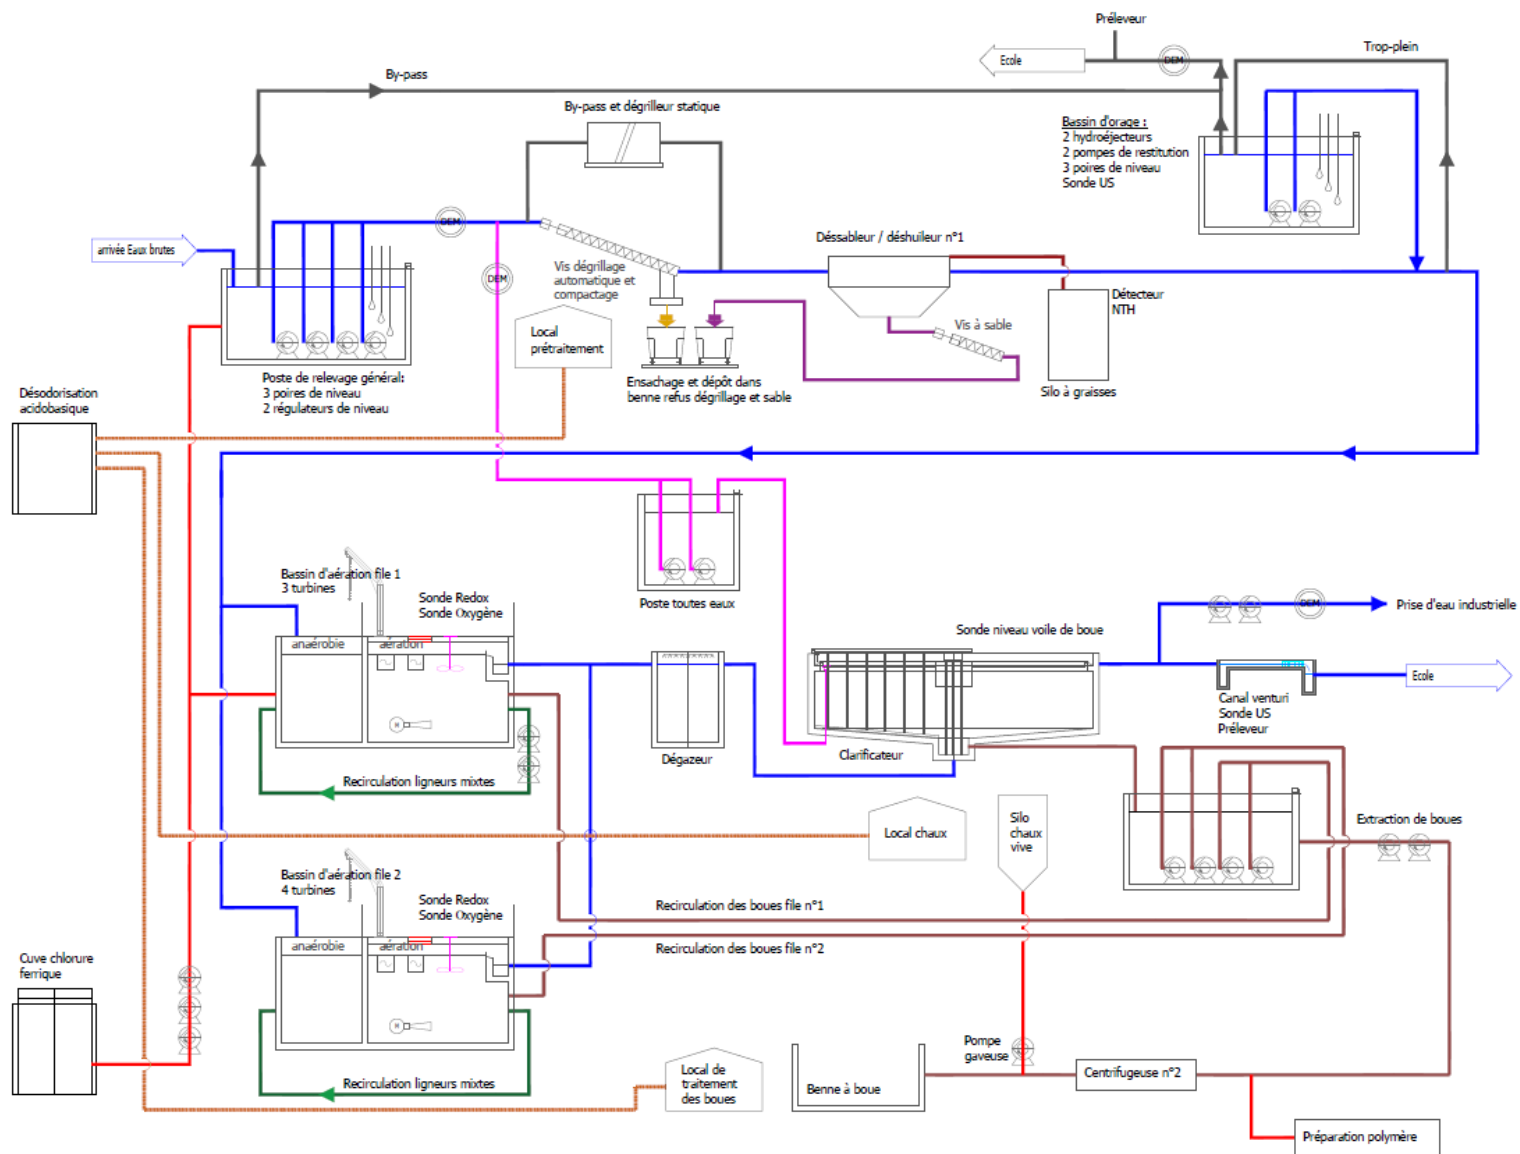 Préleveur
Ecole
DEM
Trop-plein
By-pass
By-pass et dégrilleur statique
Bassin d'orage :
2 hydroéjecteurs
2 pompes de restitution
3 poires de niveau
Sonde US
arrivée Eaux brutes
DEM
DEM
Vis dégrillage
automatique et
compactage
Déssableur / déshuileur n°1
Détecteur
NTH
Vis à sable
Silo à graisses
Local
prétraitement
Ensachage et dépôt dans
benne refus dégrillage et sable
Poste de relevage général:
3 poires de niveau
2 régulateurs de niveau
Désodorisation
acidobasique
Poste toutes eaux
Bassin d'aération file 1
3 turbines
Sonde Redox
Sonde Oxygène
anaérobie
aération
M
Recirculation ligneurs mixtes
Dégazeur
Sonde niveau voile de boue
Clarificateur
DEM
Prise d'eau industrielle
Ecole
Canal venturi
Sonde US
Préleveur
Local chaux
Silo
chaux
vive
Extraction de boues
Bassin d'aération file 2
4 turbines
Sonde Redox
Sonde Oxygène
anaérobie
aération
M
Recirculation ligneurs mixtes
Recirculation des boues file n°1
Recirculation des boues file n°2
Cuve chlorure
ferrique
Local de
traitement
des boues
Benne à boue
Pompe
gaveuse
Centrifugeuse n°2
Préparation polymère